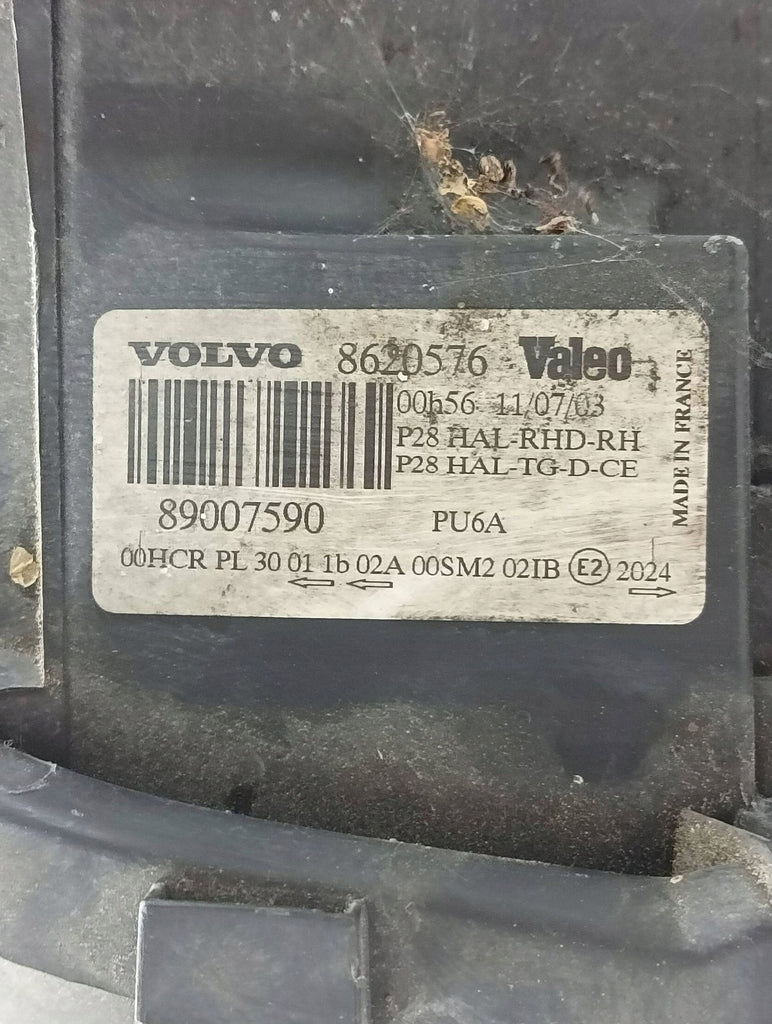 VOLVO 8620576 Valeo
00h56 11/07/03
P28 HAL-RHD-RH
P28 HAL-TG-D-CE
89007590 PU6A
00HCR PL 30 01 1b 02A 00SM2 02IB E2 2024
MADE IN FRANCE